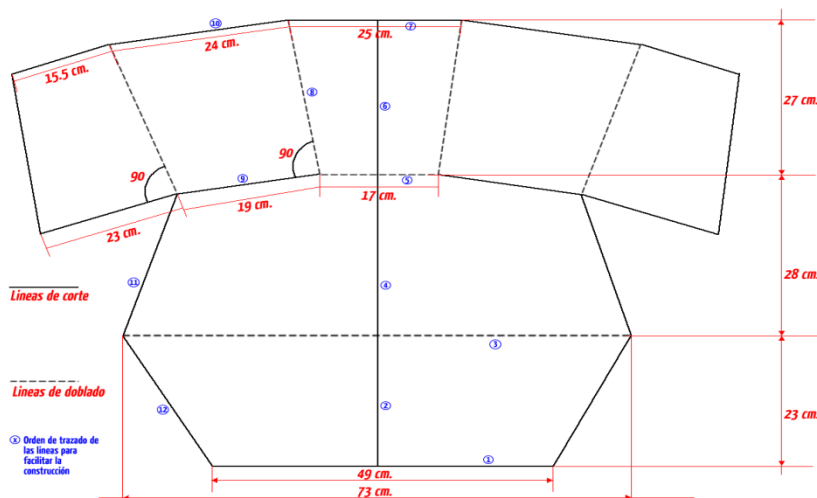 ⑩
25 cm.
⑦
24 cm.
15.5 cm.
⑧
⑥
27 cm.
90
90
⑨
⑤
19 cm.
17 cm.
23 cm.
⑪
④
28 cm.
Lineas de corte
③
Lineas de doblado
⑫
②
23 cm.
ⓧ Orden de trazado de
las líneas para
facilitar la
construcción
①
49 cm.
73 cm.